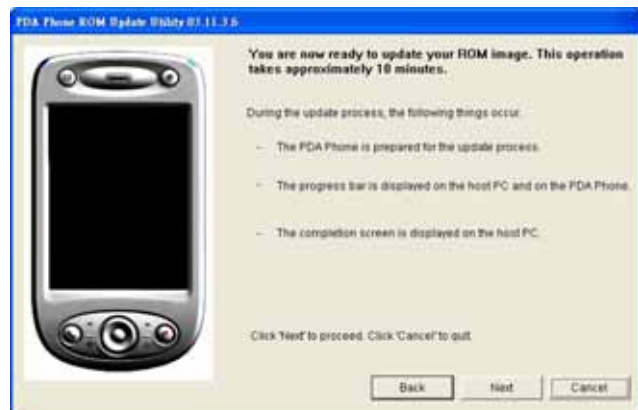 PDA Phone ROM Update Utility 03.11.3.6
You are now ready to update your ROM image. This operation
takes approximately 10 minutes.
During the update process, the following things occur:
- The PDA Phone is prepared for the update process.
- The progress bar is displayed on the host PC and on the PDA Phone.
- The completion screen is displayed on the host PC.
Click 'Next' to proceed. Click 'Cancel' to quit.
Back Next Cancel